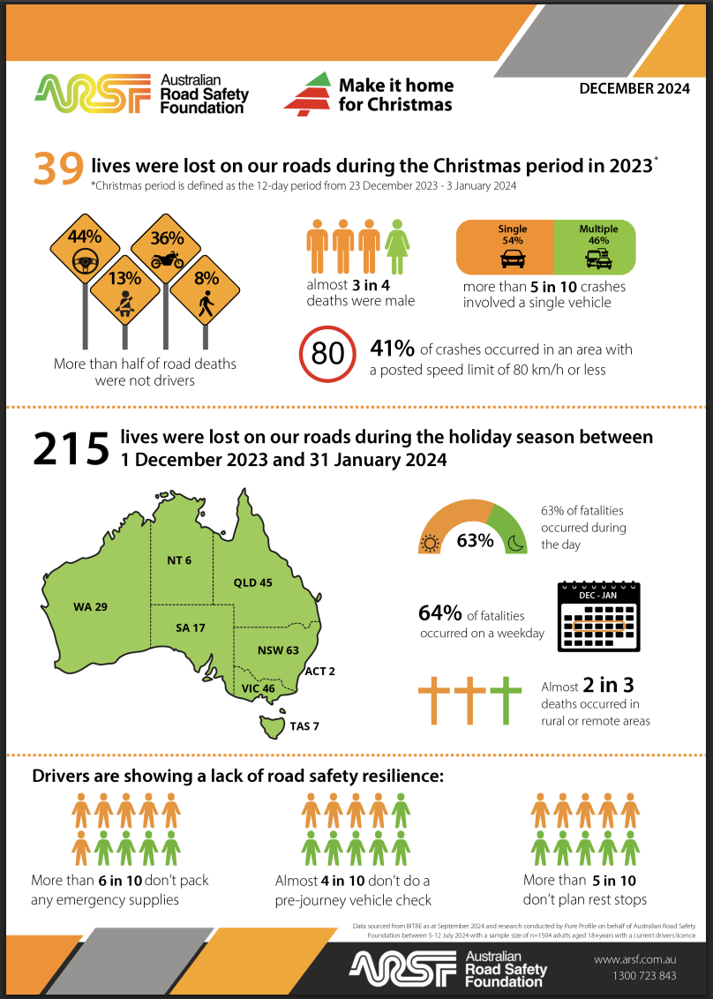 ARSF
Australian
Road Safety
Foundation
Make it home
for Christmas
DECEMBER 2024
39 lives were lost on our roads during the Christmas period in 2023*
*Christmas period is defined as the 12-day period from 23 December 2023 - 3 January 2024
44%
36%
13%
8%
More than half of road deaths
were not drivers
almost 3 in 4
deaths were male
Single
54%
Multiple
46%
more than 5 in 10 crashes
involved a single vehicle
80
41% of crashes occurred in an area with
a posted speed limit of 80 km/h or less
215 lives were lost on our roads during the holiday season between
1 December 2023 and 31 January 2024
NT 6
QLD 45
WA 29
SA 17
NSW 63
ACT 2
VIC 46
TAS 7
63%
63% of fatalities
occurred during
the day
64% of fatalities
occurred on a weekday
DEC - JAN
Almost 2 in 3
deaths occurred in
rural or remote areas
Drivers are showing a lack of road safety resilience:
More than 6 in 10 don't pack
any emergency supplies
Almost 4 in 10 don't do a
pre-journey vehicle check
More than 5 in 10
don't plan rest stops
Data sourced from BITRE as at September 2024 and research conducted by Pure Profile on behalf of Australian Road Safety
Foundation between 5-12 July 2024 with a sample size of n=1504 adults aged 18+years with a current drivers licence
ARSF
Australian
Road Safety
Foundation
www.arsf.com.au
1300 723 843